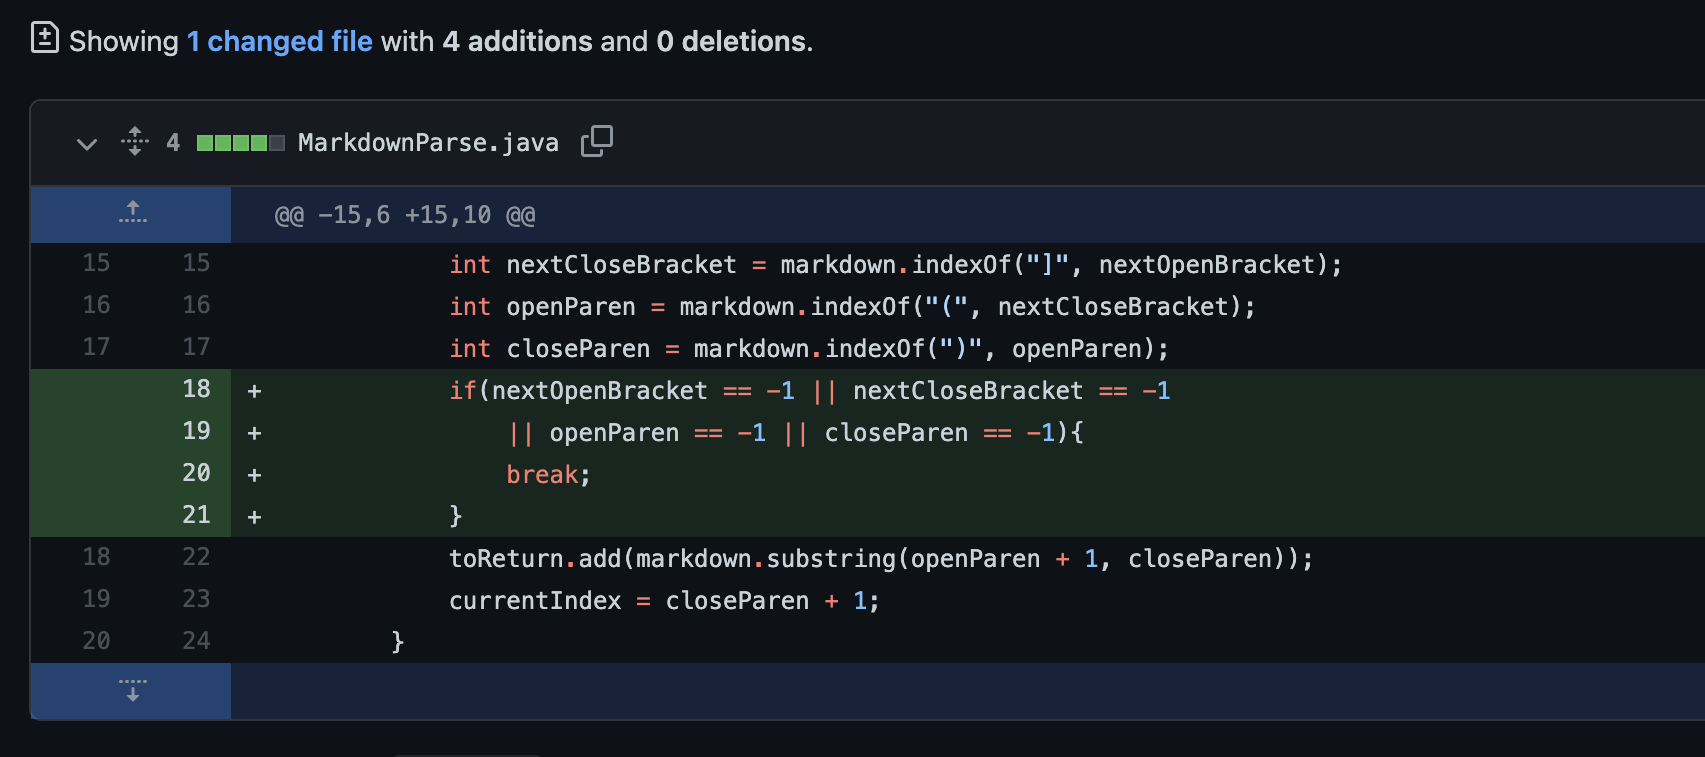 Showing 1 changed file with 4 additions and 0 deletions.
4 MarkdownParse.java
@@ -15,6 +15,10 @@
15 15 int nextCloseBracket = markdown.indexOf("]", nextOpenBracket);
16 16 int openParen = markdown.indexOf("(", nextCloseBracket);
17 17 int closeParen = markdown.indexOf(")", openParen);
18 + if(nextOpenBracket == -1 || nextCloseBracket == -1
19 + || openParen == -1 || closeParen == -1){
20 + break;
21 + }
18 22 toReturn.add(markdown.substring(openParen + 1, closeParen));
19 23 currentIndex = closeParen + 1;
20 24 }